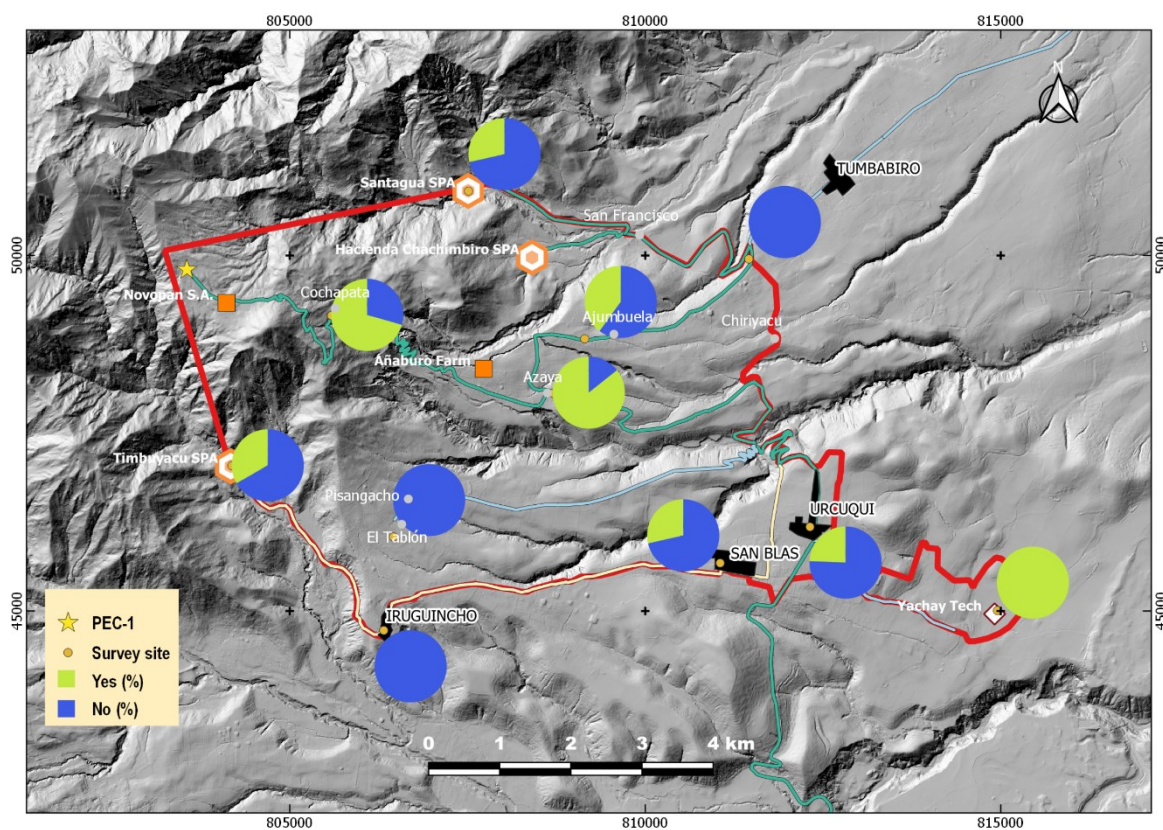 805000 810000 815000
N
TUMBABIRO
Santagua SPA
San Francisco
Hacienda Chachimbiro SPA
50000 50000
Novopan S.A.
Cochapata
Ajumbuela
Chiriyacu
Añaburo Farm
Azaya
Timbuyacu SPA
Pisangacho
URCUQUI
El Tablón
SAN BLAS
Yachay Tech
45000 45000
IRUGUINCHO
PEC-1
Survey site
Yes (%)
No (%)
0 1 2 3 4 km
805000 810000 815000